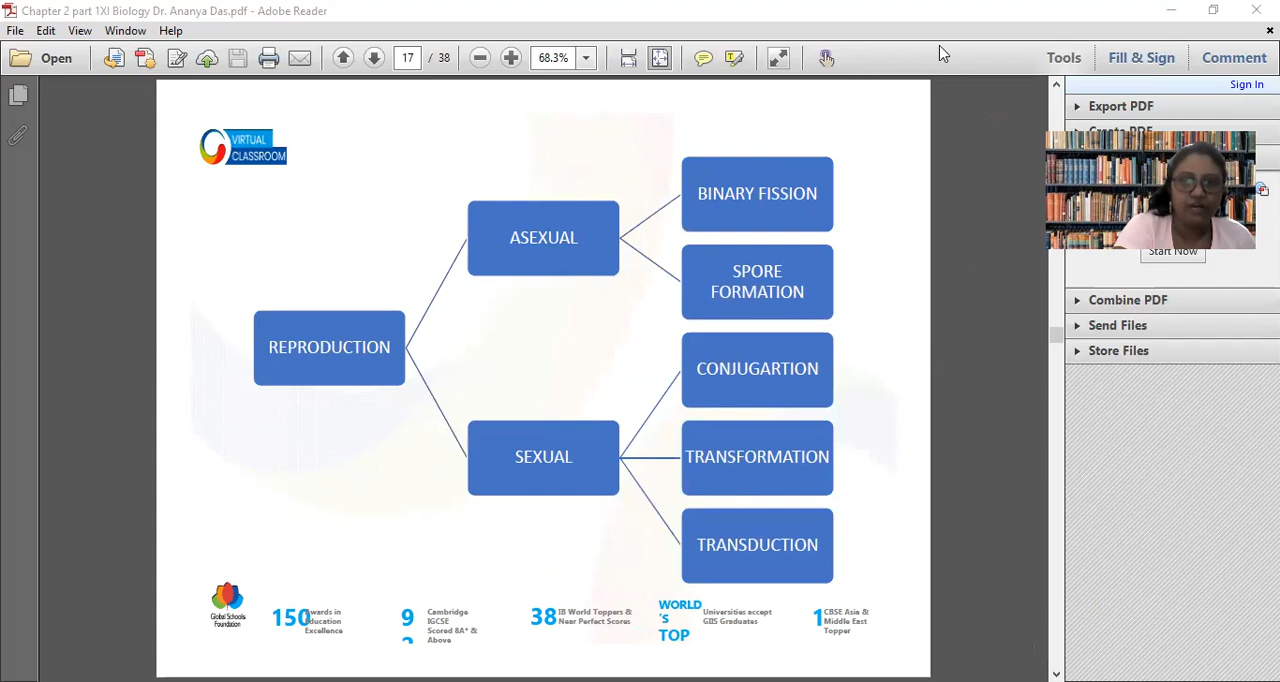 Chapter 2 part 1XI Biology Dr. Ananya Das.pdf - Adobe Reader
File Edit View Window Help
Open
17 / 38
68.3%
Tools
Fill & Sign
Comment
Sign In
Export PDF
Create PDF
Start Now
Combine PDF
Send Files
Store Files
VIRTUAL
CLASSROOM
REPRODUCTION
ASEXUAL
BINARY FISSION
SPORE
FORMATION
SEXUAL
CONJUGARTION
TRANSFORMATION
TRANSDUCTION
Global Schools
Foundation
150
Awards in
Education
Excellence
9
Cambridge
IGCSE
Scored 8A* &
Above
38
IB World Toppers &
Near Perfect Scores
WORLD
'S
TOP
Universities accept
GIIS Graduates
1
CBSE Asia &
Middle East
Topper